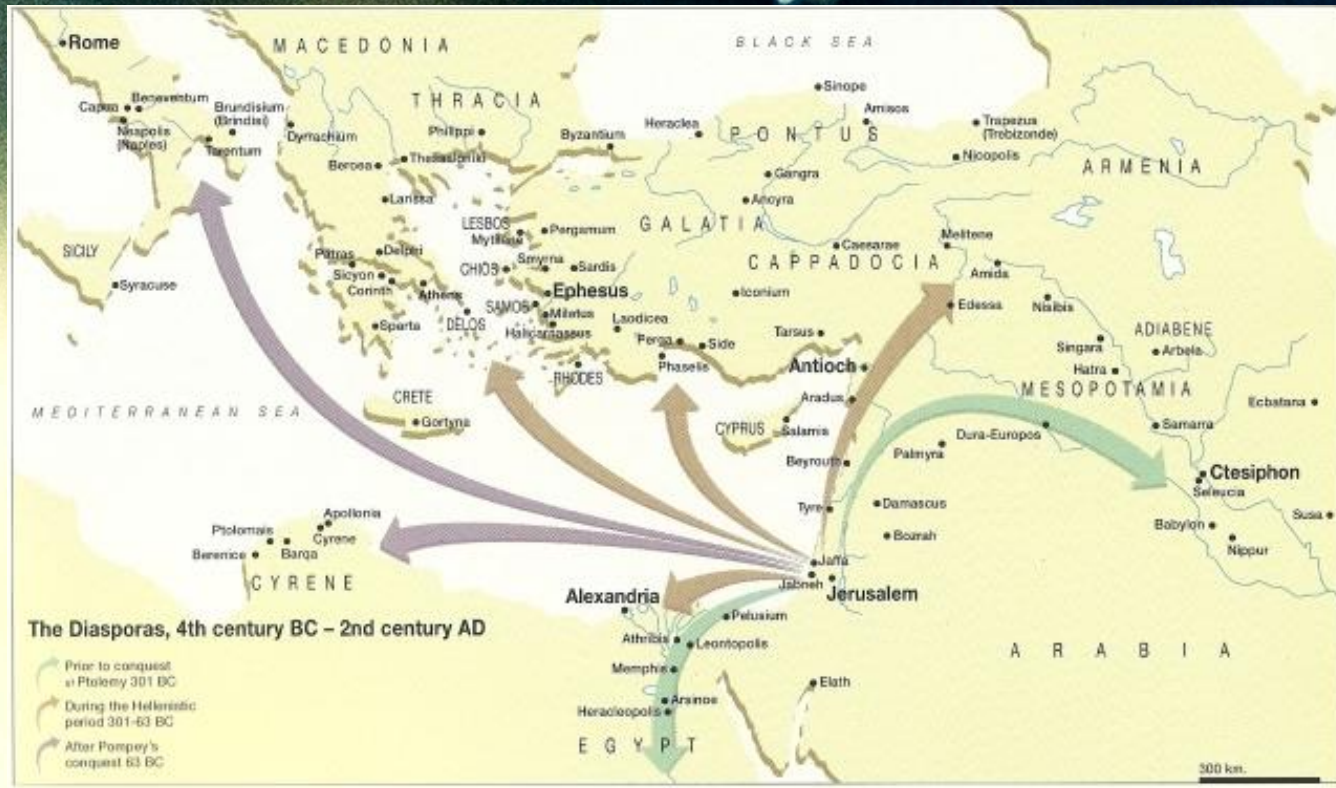 Rome
MACEDONIA
BLACK SEA
Sinope
Capua
Beneventum
Brundisium
(Brindisi)
THRACIA
Amisos
Neapolis
(Naples)
Tarentum
Dyrrachium
Philippi
Byzantium
Heraclea
PONTUS
Trapezus
(Trebizonde)
Beroea
Thessaloniki
Nicopolis
ARMENIA
Gangra
Larissa
Ancyra
LESBOS
Mytilene
Pergamum
GALATIA
Melitene
SICILY
Patras
Delphi
Caesarae
CAPPADOCIA
Sicyon
CHIOS
Smyrna
Sardis
Amida
Syracuse
Corinth
Athens
Ephesus
Iconium
Edessa
Nisibis
SAMOS
Miletus
Sparta
DELOS
Halicarnassus
Laodicea
Tarsus
ADIABENE
Perga
Side
Singara
Arbela
RHODES
Phaselis
Antioch
Hatra
MESOPOTAMIA
CRETE
Aradus
Ecbatana
MEDITERRANEAN SEA
Gortyna
CYPRUS
Salamis
Samarra
Dura-Europos
Beyrouth
Palmyra
Ctesiphon
Seleucia
Tyre
Damascus
Susa
Apollonia
Ptolomais
Cyrene
Babylon
Bozrah
Nippur
Berenice
Barqa
Jaffa
CYRENE
Jabneh
Jerusalem
Alexandria
Pelusium
The Diasporas, 4th century BC – 2nd century AD
Athribis
Leontopolis
ARABIA
Prior to conquest
of Ptolemy 301 BC
Memphis
Elath
During the Hellenistic
period 301-63 BC
Arsinoe
Heracleopolis
After Pompey's
conquest 63 BC
EGYPT
300 km.